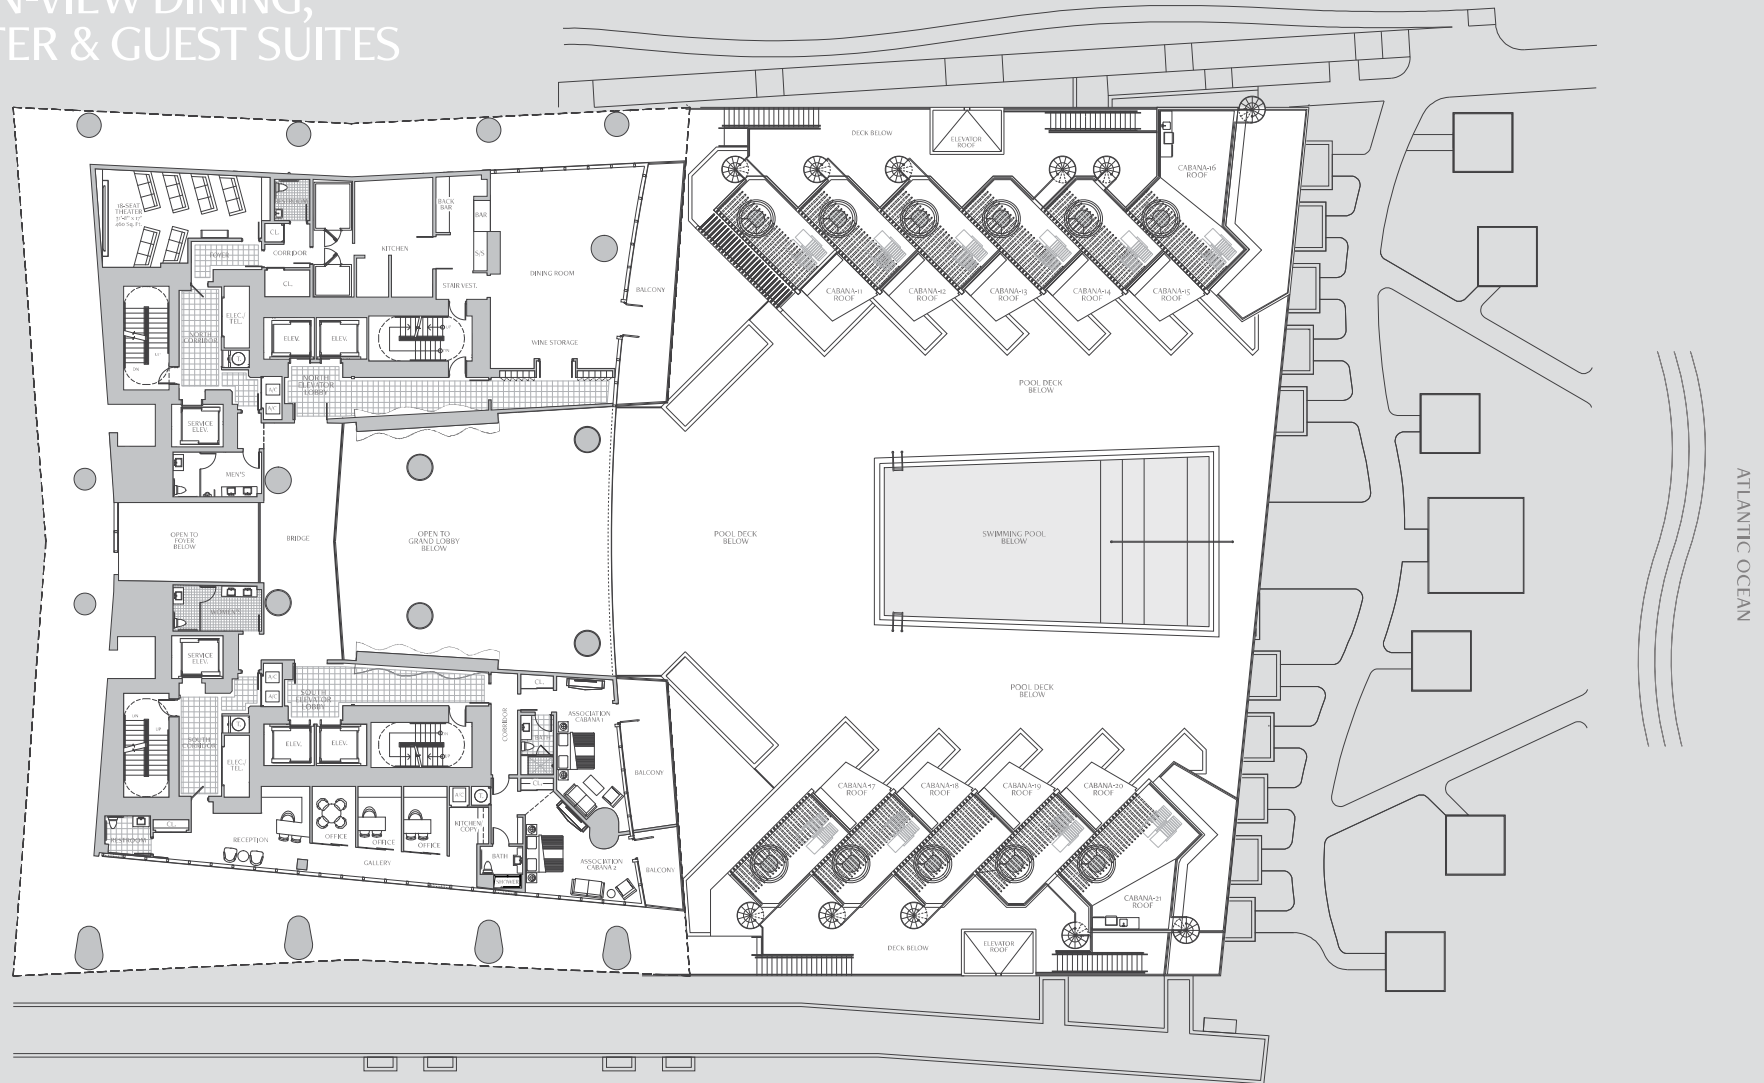 N-VIEW DINING,
TER & GUEST SUITES
DECK BELOW
ELEVATOR
ROOF
CABANA-16
ROOF
18-SEAT
THEATER
RESTROOM
BACK
BAR
BAR
CL.
CORRIDOR
FOYER
KITCHEN
S/S
CL.
STAIR VEST.
DINING ROOM
BALCONY
CABANA-11
ROOF
CABANA-12
ROOF
CABANA-13
ROOF
CABANA-14
ROOF
CABANA-15
ROOF
ELEC./
TEL.
NORTH
CORRIDOR
ELEV.
ELEV.
UP
DN
WINE STORAGE
T.
NORTH
ELEVATOR
LOBBY
A/C
A/C
POOL DECK
BELOW
SERVICE
ELEV.
MEN'S
OPEN TO
FOYER
BELOW
BRIDGE
OPEN TO
GRAND LOBBY
BELOW
POOL DECK
BELOW
SWIMMING POOL
BELOW
ATLANTIC OCEAN
WOMEN'S
SERVICE
ELEV.
A/C
A/C
SOUTH
ELEVATOR
LOBBY
CL.
POOL DECK
BELOW
CORRIDOR
ASSOCIATION
CABANA 1
DN
UP
T.
SOUTH
CORRIDOR
ELEV.
ELEV.
BATH
ELEC./
TEL.
BALCONY
CL.
CABANA-17
ROOF
CABANA-18
ROOF
CABANA-19
ROOF
CABANA-20
ROOF
A/C
T.
CL.
RESTROOM
RECEPTION
OFFICE
OFFICE
OFFICE
KITCHEN/
COPY
GALLERY
BATH
SHOWER
ASSOCIATION
CABANA 2
BALCONY
CABANA-21
ROOF
DECK BELOW
ELEVATOR
ROOF